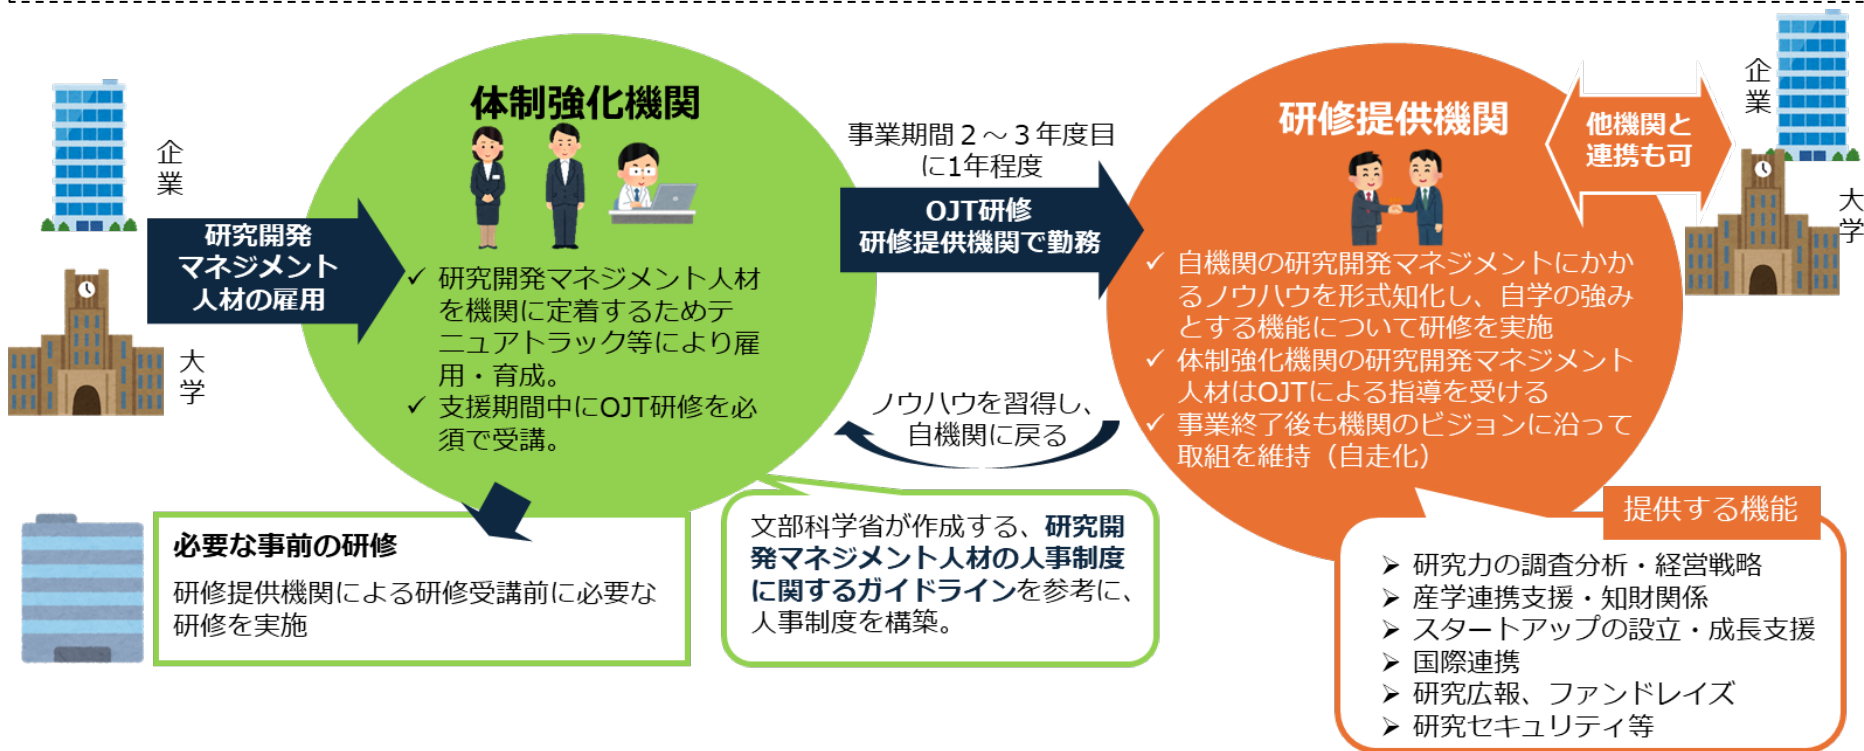 企業
大学
研究開発
マネジメント
人材の雇用
体制強化機関
✓ 研究開発マネジメント人材
を機関に定着するためテ
ニュアトラック等により雇
用・育成。
✓ 支援期間中にOJT研修を必
須で受講。
事業期間２～３年度目
に1年程度
OJT研修
研修提供機関で勤務
ノウハウを習得し、
自機関に戻る
研修提供機関
✓ 自機関の研究開発マネジメントにかか
るノウハウを形式知化し、自学の強み
とする機能について研修を実施
✓ 体制強化機関の研究開発マネジメント
人材はOJTによる指導を受ける
✓ 事業終了後も機関のビジョンに沿って
取組を維持（自走化）
他機関と
連携も可
企業
大学
必要な事前の研修
研修提供機関による研修受講前に必要な
研修を実施
文部科学省が作成する、研究開
発マネジメント人材の人事制度
に関するガイドラインを参考に、
人事制度を構築。
提供する機能
➢ 研究力の調査分析・経営戦略
➢ 産学連携支援・知財関係
➢ スタートアップの設立・成長支援
➢ 国際連携
➢ 研究広報、ファンドレイズ
➢ 研究セキュリティ等